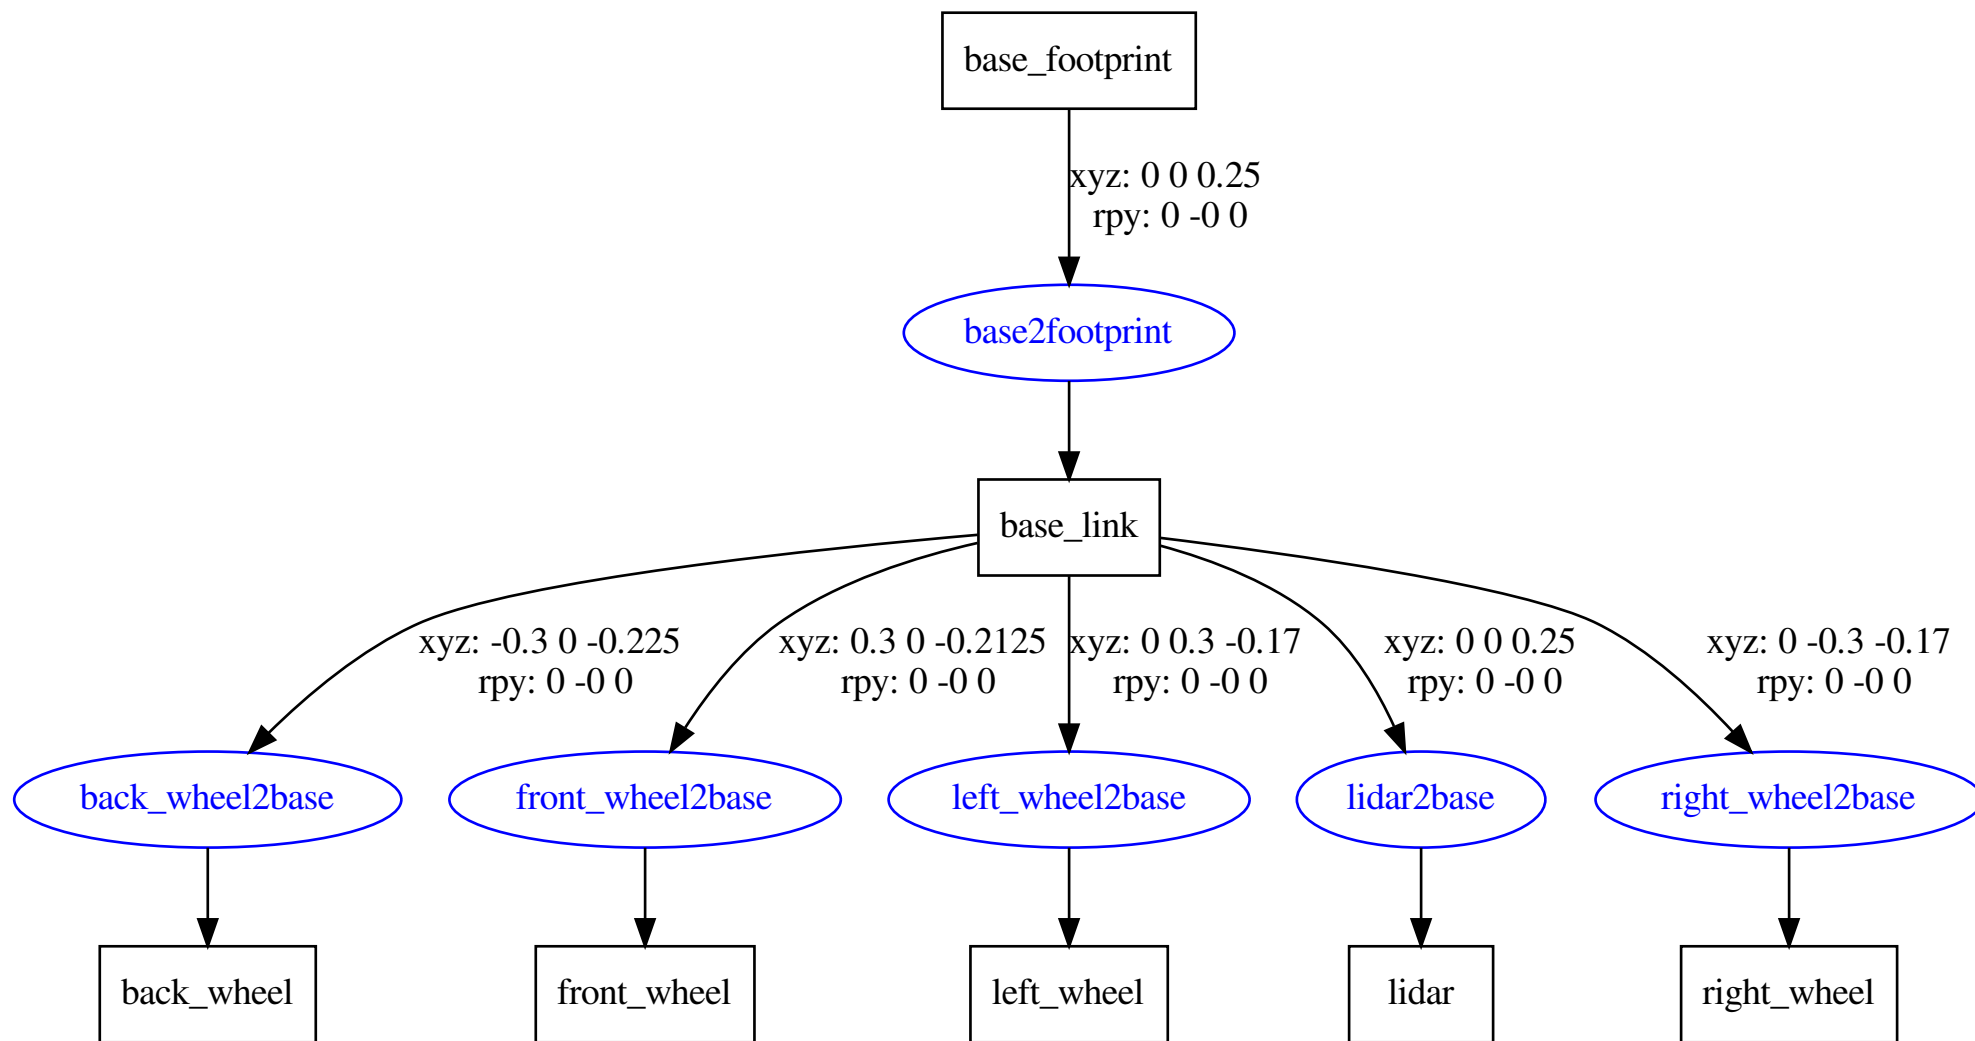 base_footprint
xyz: 0 0 0.25
rpy: 0 -0 0
base2footprint
base_link
xyz: -0.3 0 -0.225
rpy: 0 -0 0
xyz: 0.3 0 -0.2125
rpy: 0 -0 0
xyz: 0 0.3 -0.17
rpy: 0 -0 0
xyz: 0 0 0.25
rpy: 0 -0 0
xyz: 0 -0.3 -0.17
rpy: 0 -0 0
back_wheel2base
front_wheel2base
left_wheel2base
lidar2base
right_wheel2base
back_wheel
front_wheel
left_wheel
lidar
right_wheel